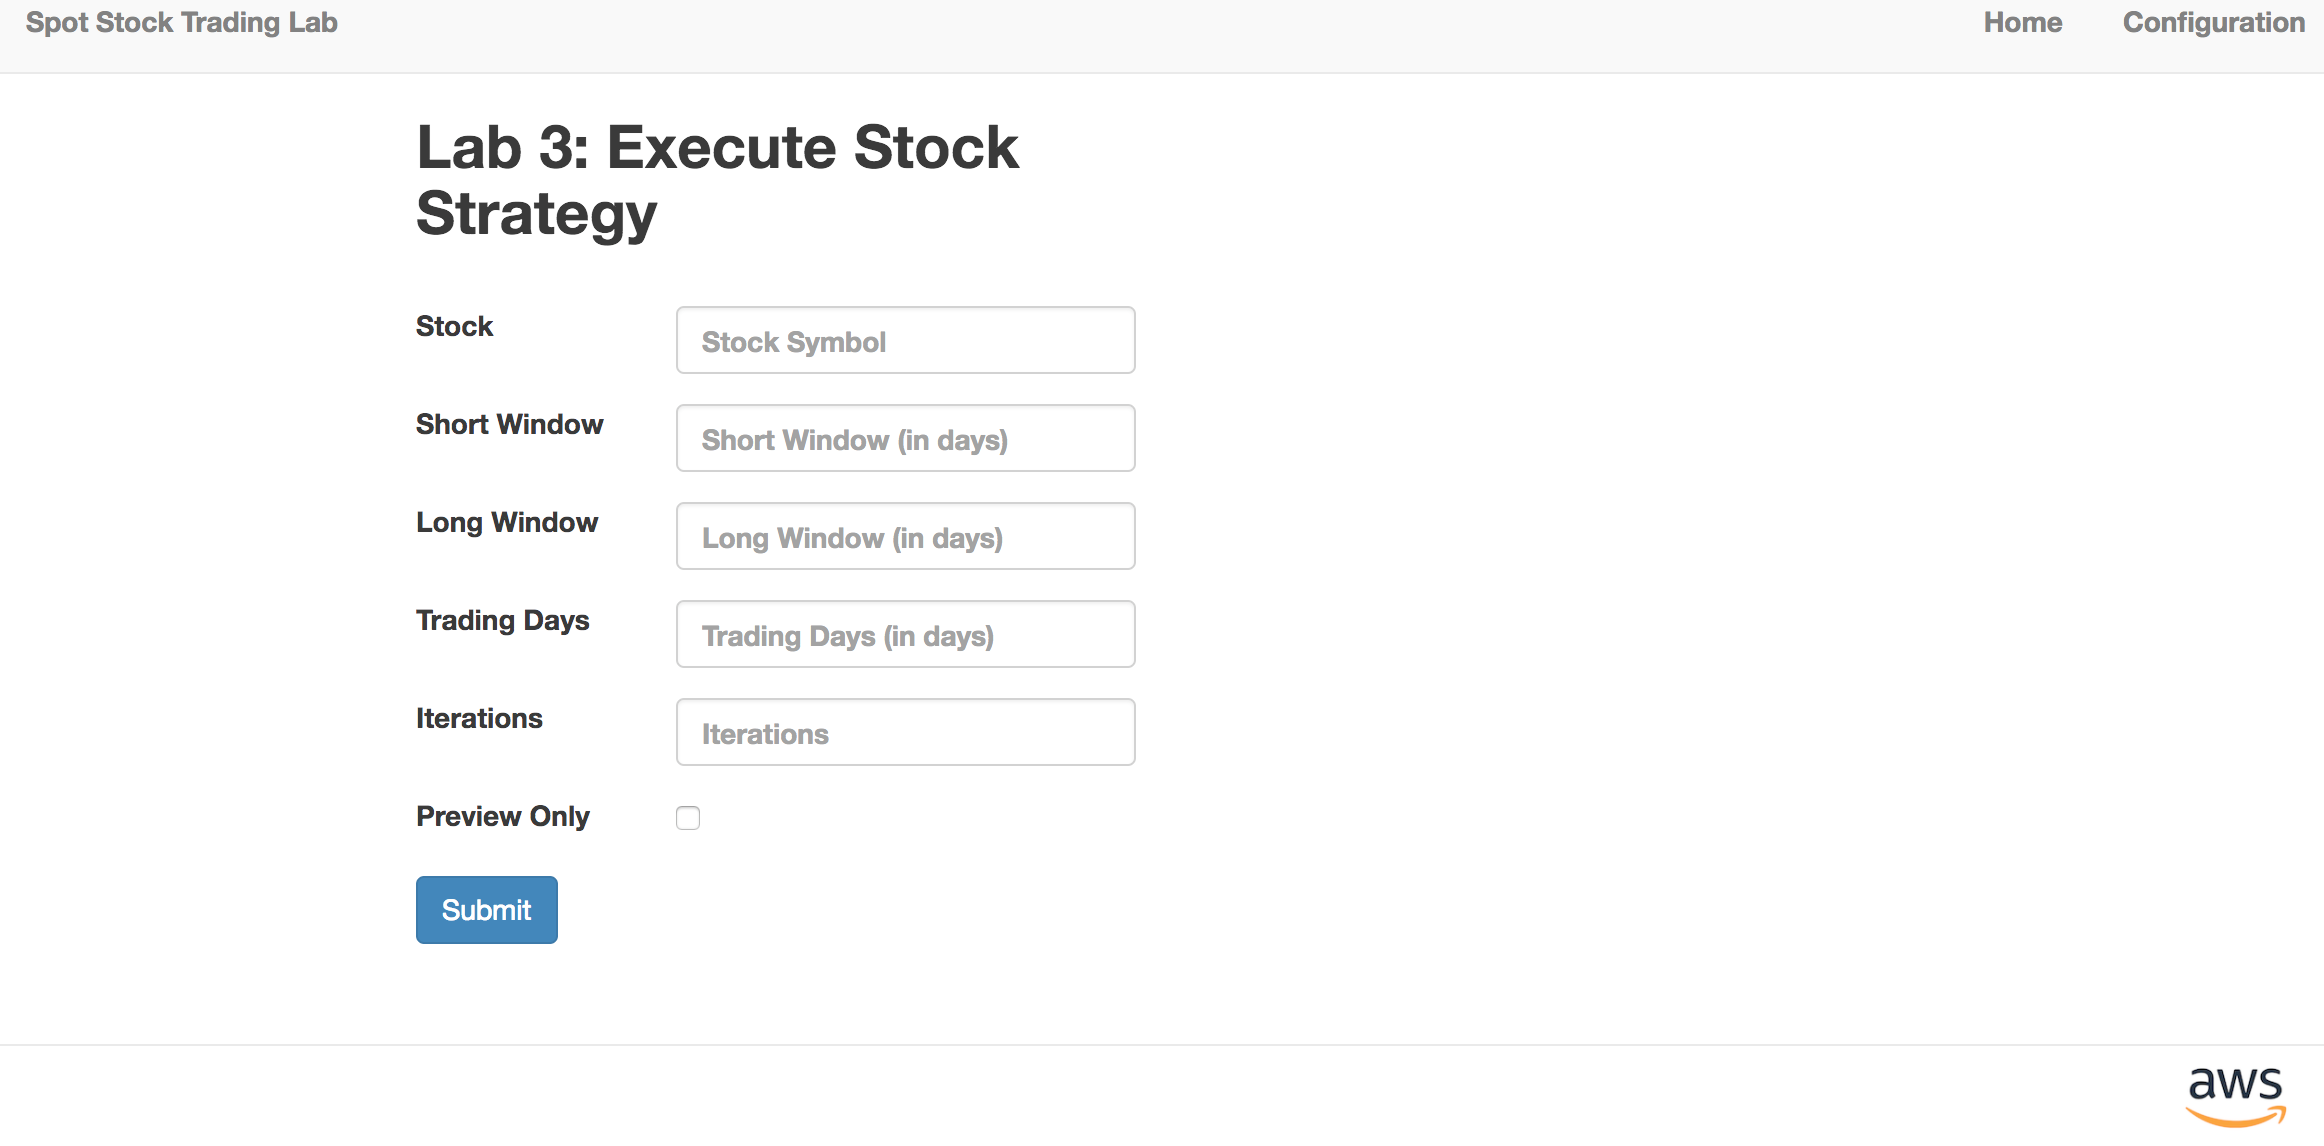 Spot Stock Trading Lab
Home
Configuration
Lab 3: Execute Stock
Strategy
Stock
Stock Symbol
Short Window
Short Window (in days)
Long Window
Long Window (in days)
Trading Days
Trading Days (in days)
Iterations
Iterations
Preview Only
Submit
aws